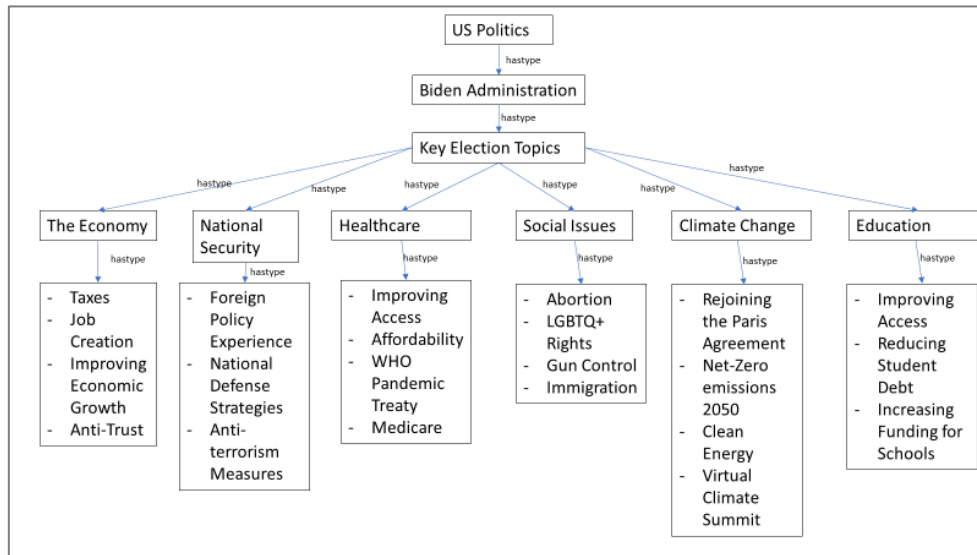 US Politics
hastype
Biden Administration
hastype
Key Election Topics
hastype
hastype
hastype
hastype
hastype
hastype
The Economy
National
Security
Healthcare
Social Issues
Climate Change
Education
hastype
hastype
hastype
hastype
hastype
hastype
- Taxes
- Job
Creation
- Improving
Economic
Growth
- Anti-Trust
- Foreign
Policy
Experience
- National
Defense
Strategies
- Anti-
terrorism
Measures
- Improving
Access
- Affordability
- WHO
Pandemic
Treaty
- Medicare
- Abortion
- LGBTQ+
Rights
- Gun Control
- Immigration
- Rejoining
the Paris
Agreement
- Net-Zero
emissions
2050
- Clean
Energy
- Virtual
Climate
Summit
- Improving
Access
- Reducing
Student
Debt
- Increasing
Funding for
Schools